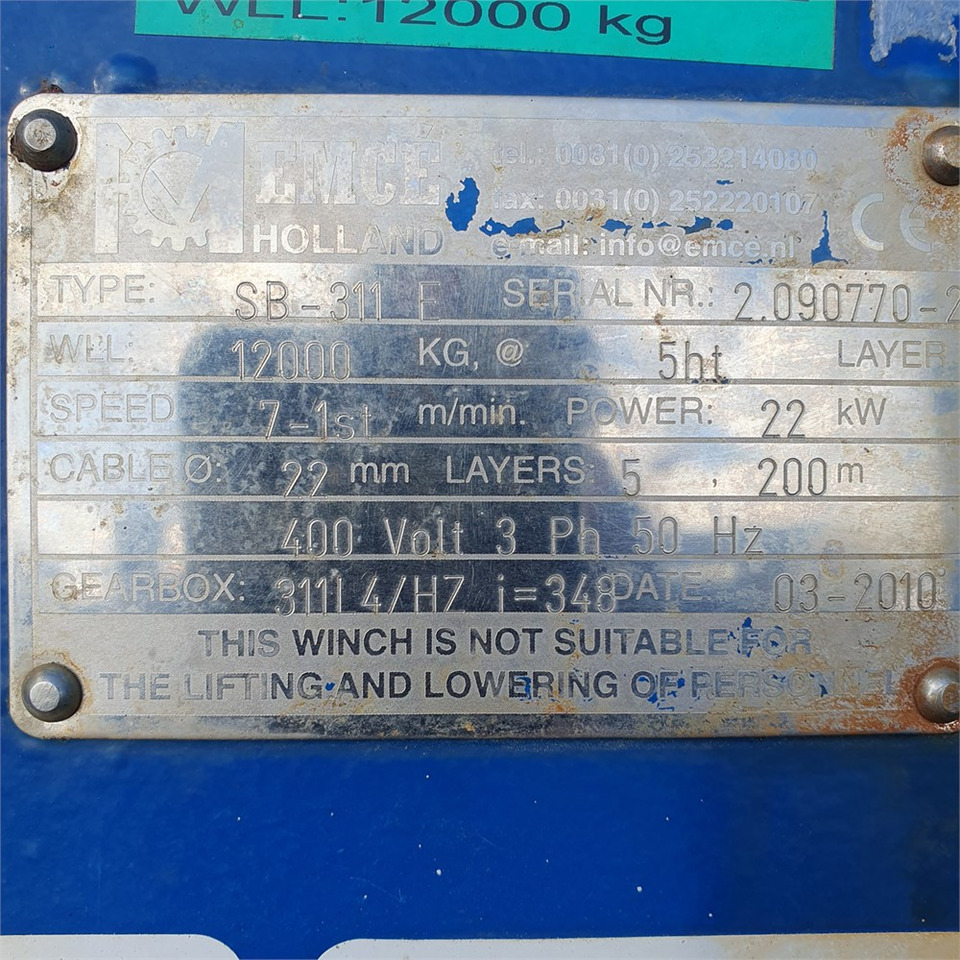 WLL: 12000 kg
EMCÉ
HOLLAND
tel.: 0031(0) 252214080
fax: 0031(0) 252220107
e-mail: info@emce.nl
CE
TYPE: SB-311 E SERIAL NR.: 2.090770-2
WLL: 12000 KG, @ 5ht LAYER
SPEED 7-1st m/min. POWER: 22 kW
CABLE Ø: 22 mm LAYERS: 5 , 200 m
400 Volt 3 Ph 50 Hz
GEARBOX: 311L4/HZ i=348 DATE 03-2010
THIS WINCH IS NOT SUITABLE FOR
THE LIFTING AND LOWERING OF PERSONNEL